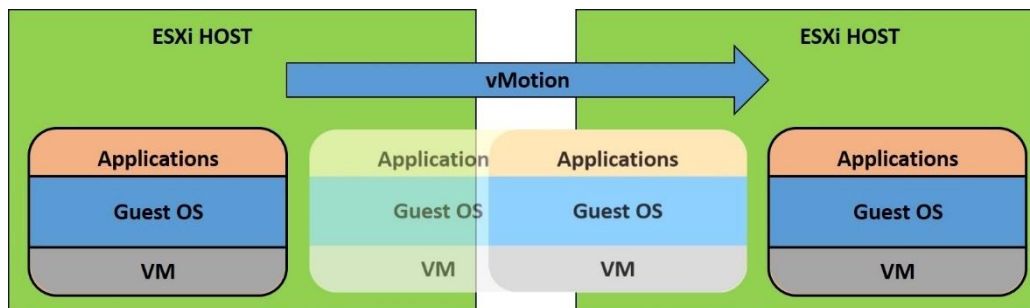 ESXi HOST
ESXi HOST
vMotion
Applications
Application
Applications
Applications
Guest OS
Guest OS
Guest OS
Guest OS
VM
VM
VM
VM